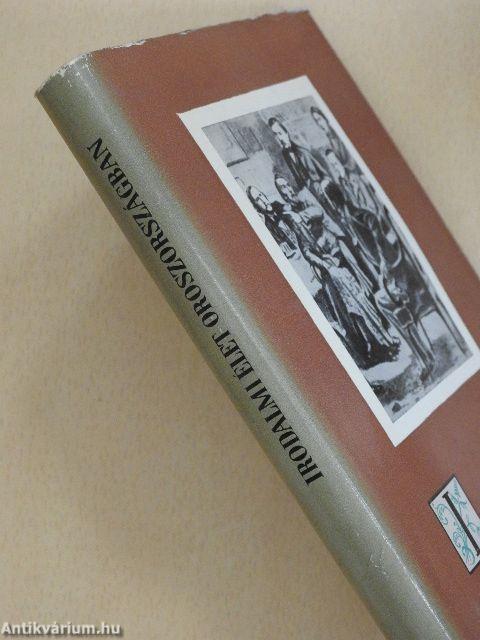 IRODALMI ÉLET OROSZORSZÁGBAN
I
Antikvárium.hu